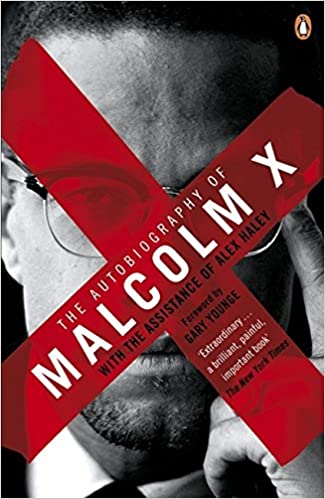 THE AUTOBIOGRAPHY OF
MALCOLM X
WITH THE ASSISTANCE OF ALEX HALEY
Foreword by
GARY YOUNGE
'Extraordinary ...
a brilliant, painful,
important book'
The New York Times